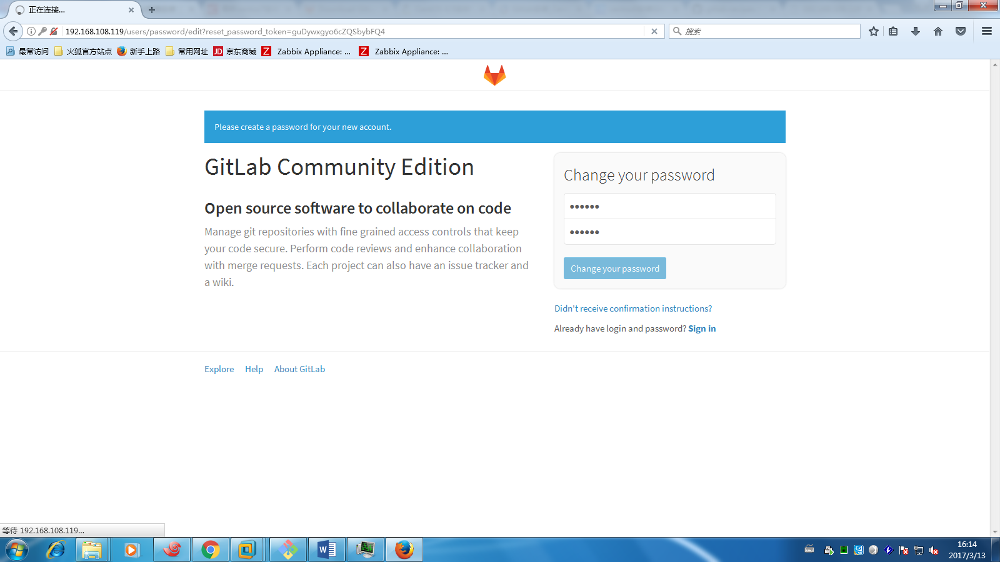 正在连接...
192.168.108.119/users/password/edit?reset_password_token=guDywxgyo6cZQSbybFQ4
搜索
最常访问 火狐官方站点 新手上路 常用网址 JD 京东商城 Z Zabbix Appliance: ... Z Zabbix Appliance: ...
Please create a password for your new account.
GitLab Community Edition
Open source software to collaborate on code
Manage git repositories with fine grained access controls that keep
your code secure. Perform code reviews and enhance collaboration
with merge requests. Each project can also have an issue tracker and
a wiki.
Change your password
••••••
••••••
Change your password
Didn't receive confirmation instructions?
Already have login and password? Sign in
Explore Help About GitLab
等待 192.168.108.119...
16:14
2017/3/13